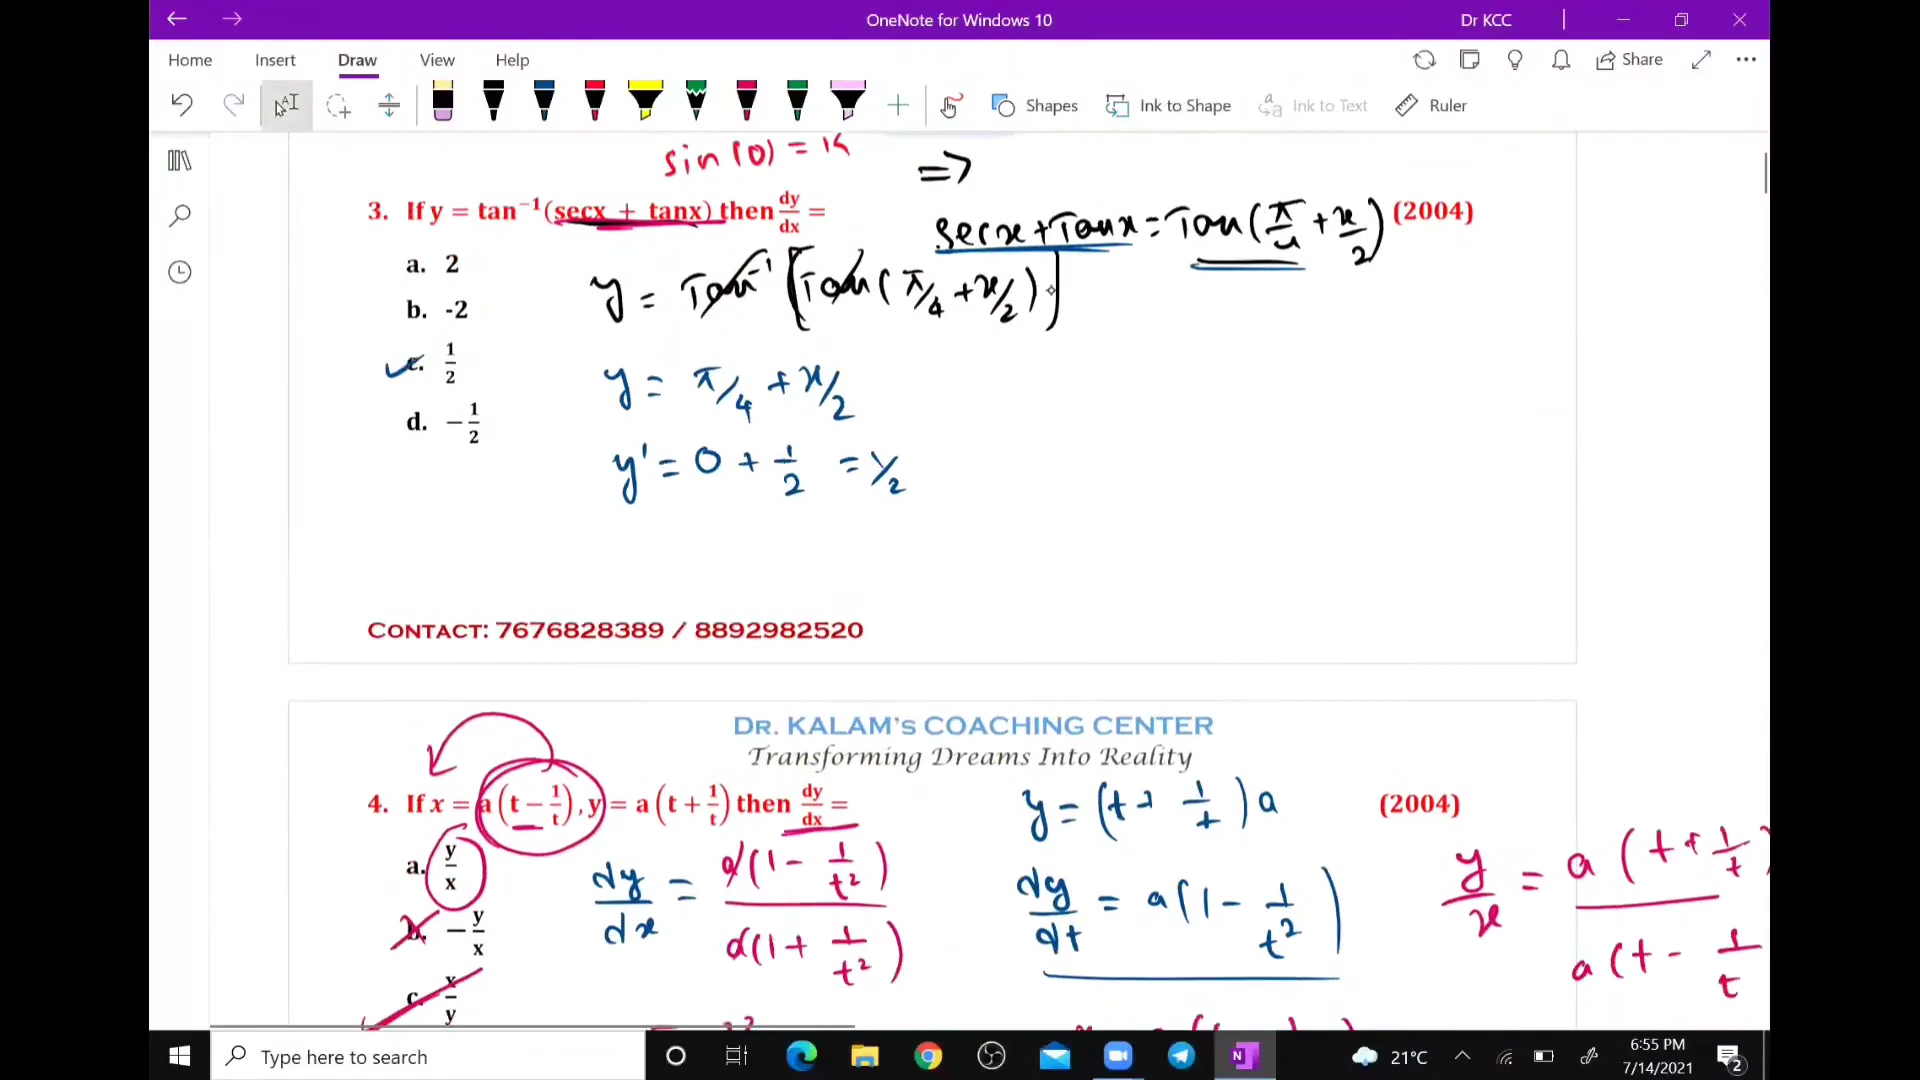 OneNote for Windows 10
Dr KCC
Home Insert Draw View Help
Share
Shapes Ink to Shape Ink to Text Ruler
sin(0) =
=>
3. If y = tan⁻¹(secx + tanx) then dy/dx = (2004)
secx + Tanx = Tan(π/4 + x/2)
a. 2
y = Tan⁻¹[Tan(π/4 + x/2)]
b. -2
c. 1/2
y = π/4 + x/2
d. -1/2
y' = 0 + 1/2 = 1/2
CONTACT: 7676828389 / 8892982520
DR. KALAM's COACHING CENTER
Transforming Dreams Into Reality
4. If x = a(t - 1/t), y = a(t + 1/t) then dy/dx = (2004)
y = (t + 1/t)a
a. y/x
dy/dx = a(1 - 1/t²) / a(1 + 1/t²)
dy/dt = a(1 - 1/t²)
y/x = a(t + 1/t) / a(t - 1/t
b. -y/x
c. x/y
Type here to search
21°C
6:55 PM
7/14/2021
2